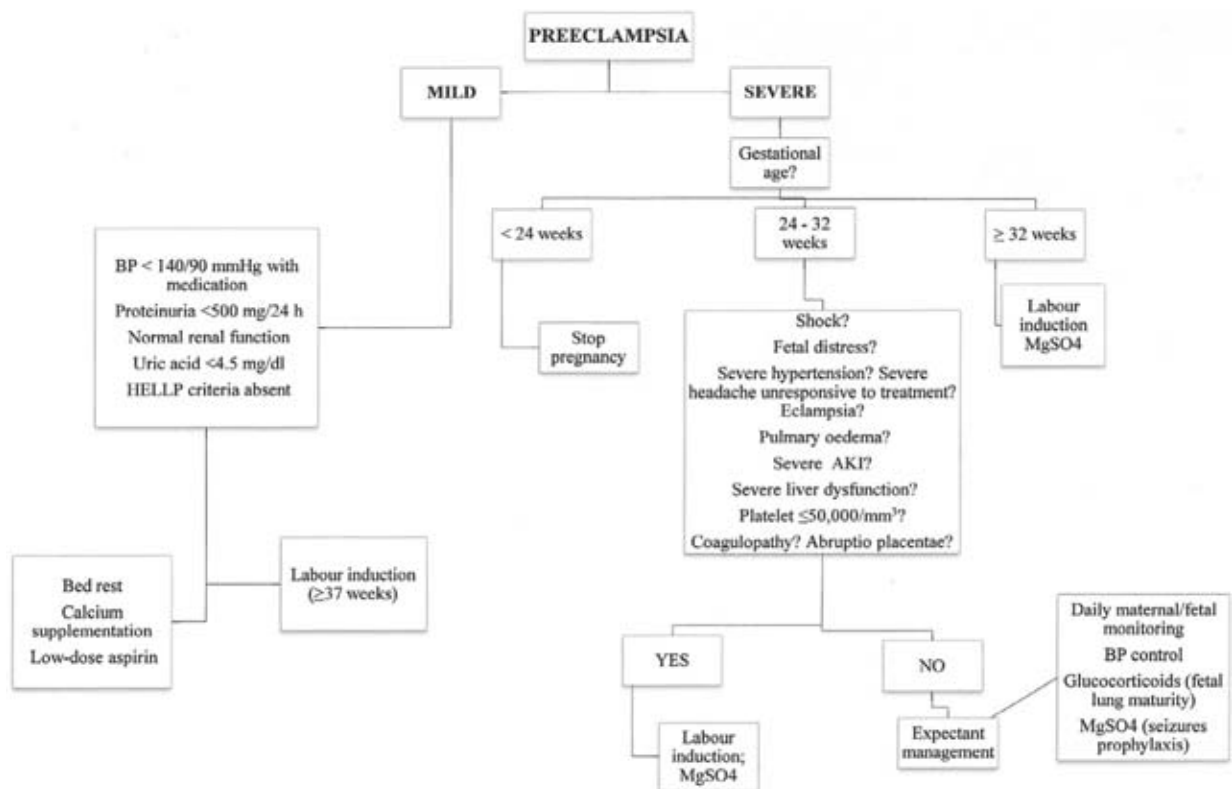 PREECLAMPSIA
MILD
SEVERE
Gestational
age?
< 24 weeks
24 - 32
weeks
≥ 32 weeks
BP < 140/90 mmHg with
medication
Proteinuria <500 mg/24 h
Normal renal function
Uric acid <4.5 mg/dl
HELLP criteria absent
Stop
pregnancy
Shock?
Fetal distress?
Severe hypertension? Severe
headache unresponsive to treatment?
Eclampsia?
Pulmary oedema?
Severe AKI?
Severe liver dysfunction?
Platelet ≤50,000/mm³?
Coagulopathy? Abruptio placentae?
Labour
induction
MgSO4
Bed rest
Calcium
supplementation
Low-dose aspirin
Labour induction
(≥37 weeks)
YES
NO
Labour
induction;
MgSO4
Expectant
management
Daily maternal/fetal
monitoring
BP control
Glucocorticoids (fetal
lung maturity)
MgSO4 (seizures
prophylaxis)